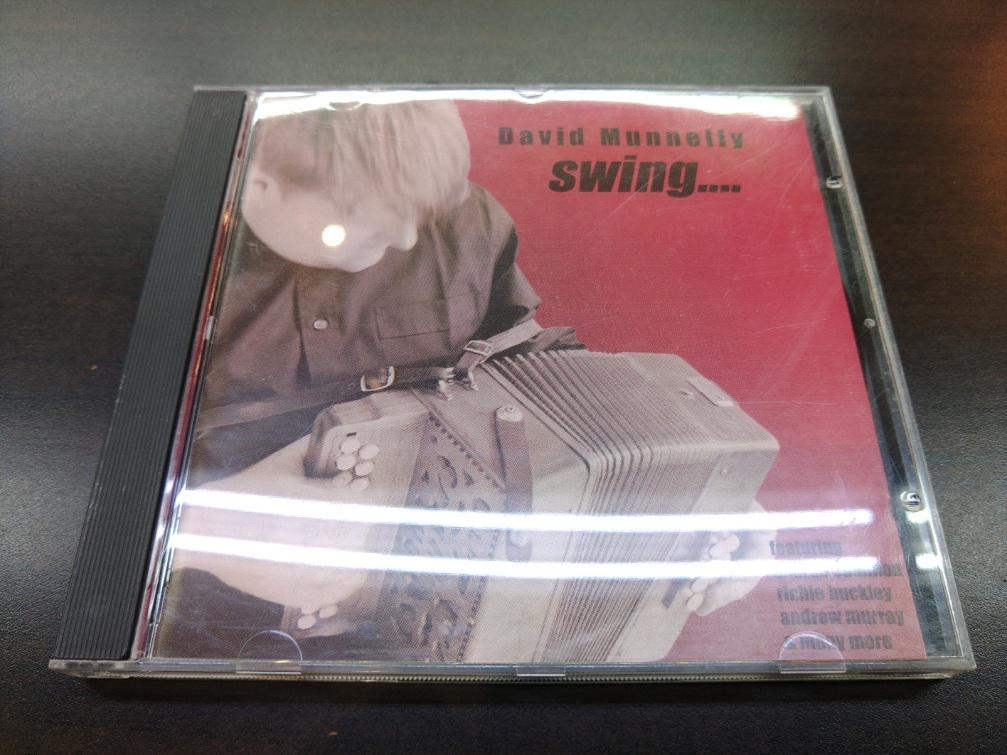 David Munnelly
swing....
featuring
richie buckley
andrew murray
& many more